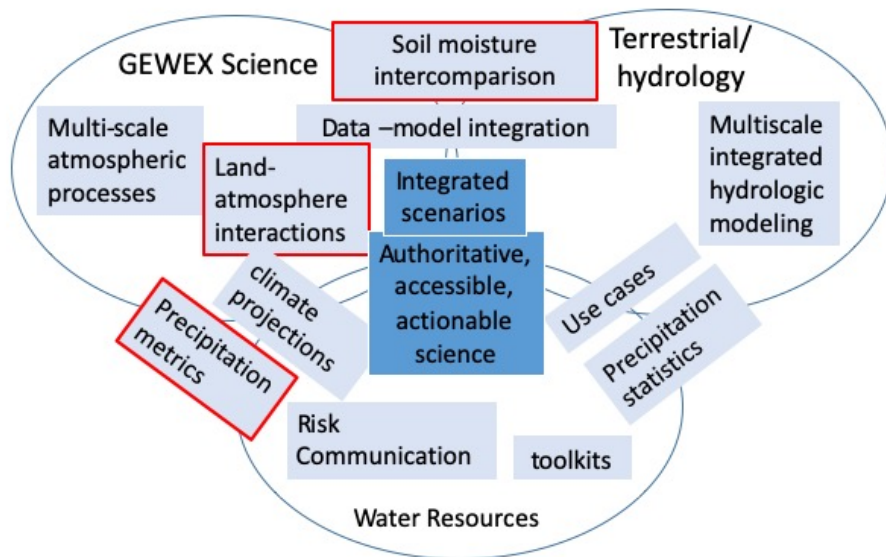 GEWEX Science
Soil moisture
intercomparison
Terrestrial/
hydrology
Multi-scale
atmospheric
processes
Data –model integration
Multiscale
integrated
hydrologic
modeling
Land-
atmosphere
interactions
Integrated
scenarios
Authoritative,
accessible,
actionable
science
climate
projections
Precipitation
metrics
Use cases
Precipitation
statistics
Risk
Communication
toolkits
Water Resources